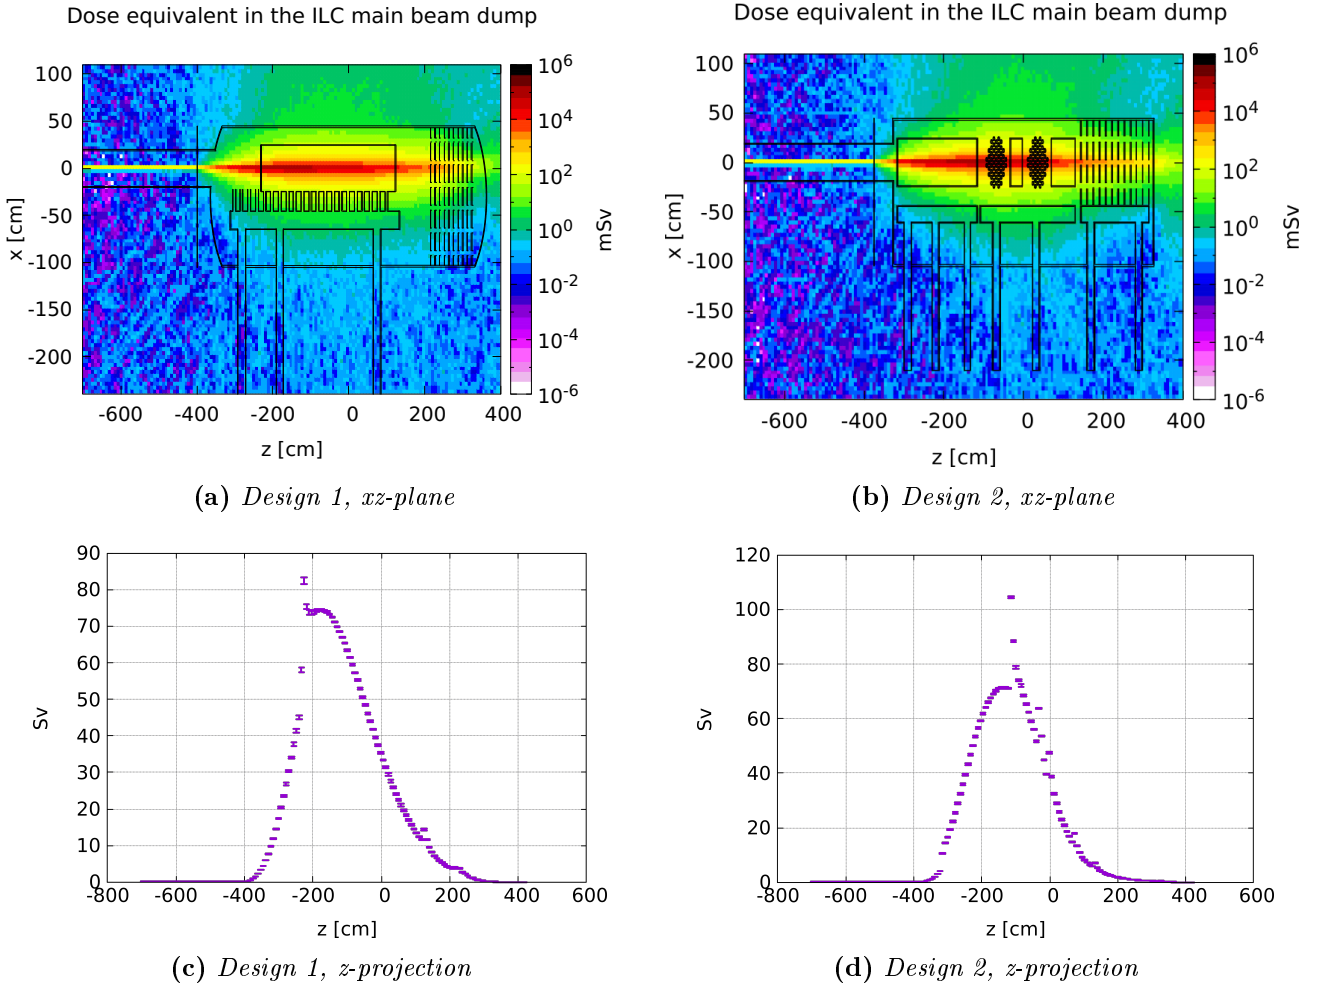 Dose equivalent in the ILC main beam dump
100
50
0
-50
-100
-150
-200
x [cm]
-600 -400 -200 0 200 400
z [cm]
10^6
10^4
10^2
10^0
10^-2
10^-4
10^-6
mSv
(a) Design 1, xz-plane
Dose equivalent in the ILC main beam dump
100
50
0
-50
-100
-150
-200
x [cm]
-600 -400 -200 0 200 400
z [cm]
10^6
10^4
10^2
10^0
10^-2
10^-4
10^-6
mSv
(b) Design 2, xz-plane
90
80
70
60
50
40
30
20
10
0
Sv
-800 -600 -400 -200 0 200 400 600
z [cm]
(c) Design 1, z-projection
120
100
80
60
40
20
0
Sv
-800 -600 -400 -200 0 200 400 600
z [cm]
(d) Design 2, z-projection